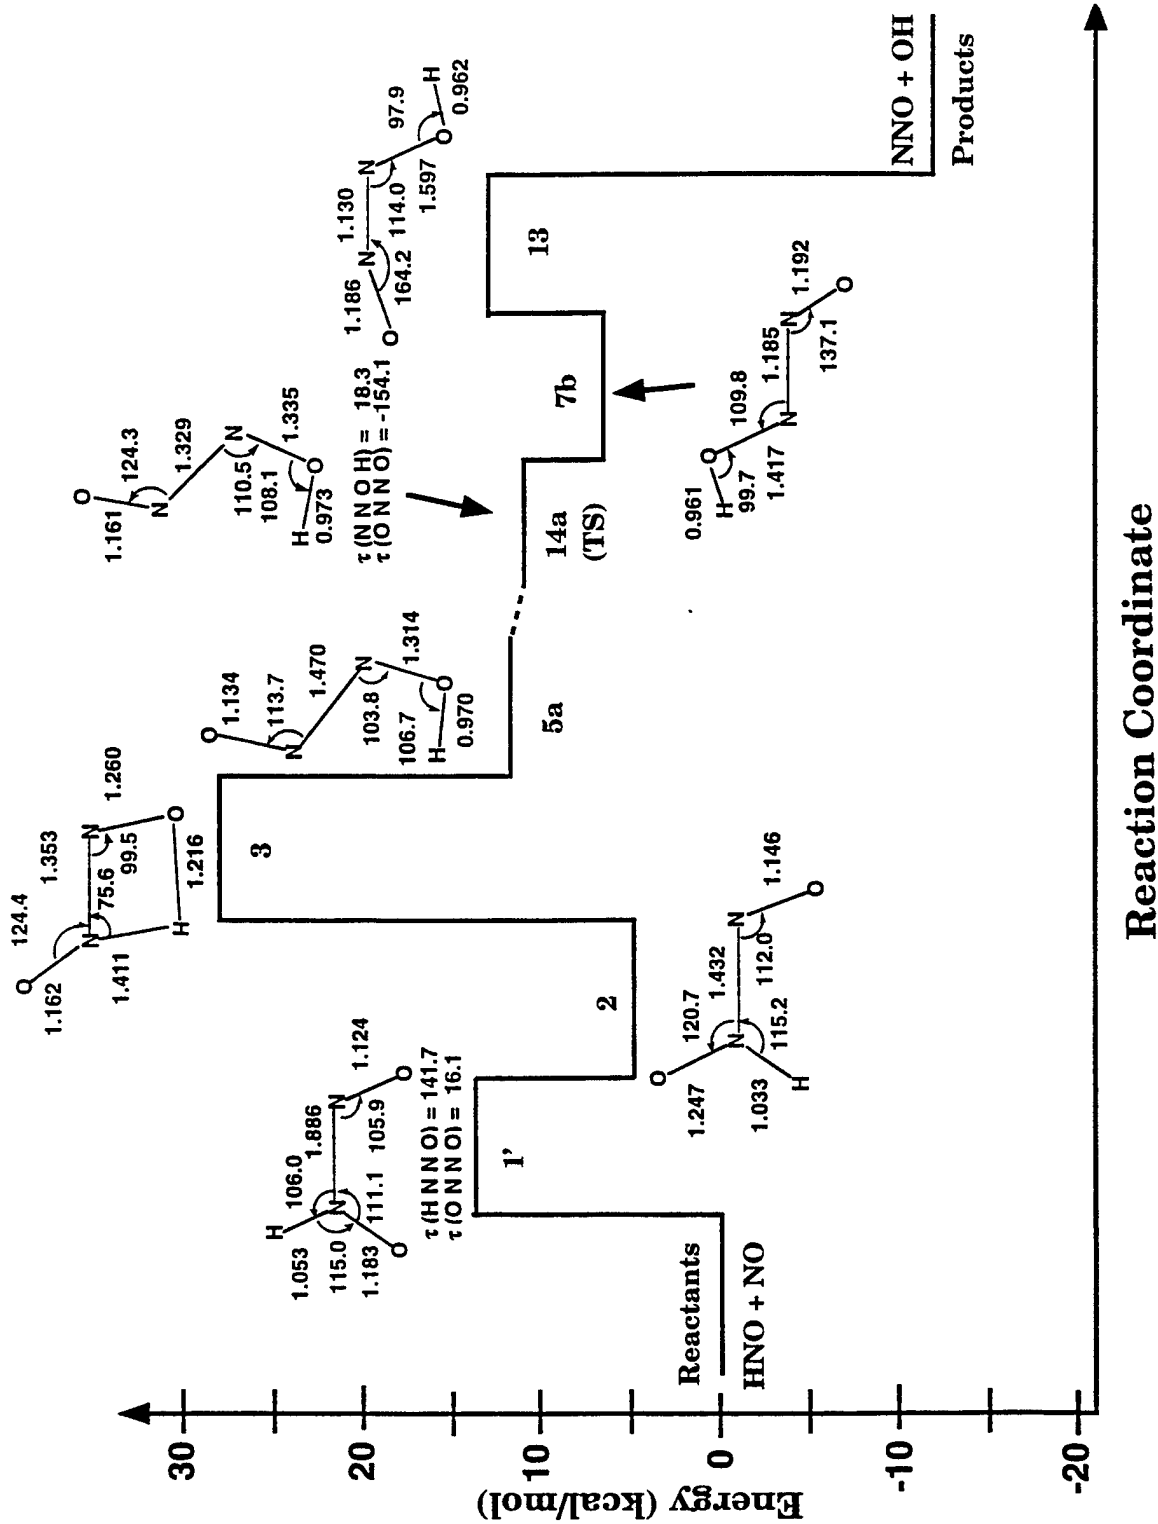 Energy (kcal/mol)
30
20
10
0
-10
-20
Reaction Coordinate
Reactants
HNO + NO
1'
2
3
5a
14a
(TS)
7b
13
NNO + OH
Products
H
N
N
O
O
1.053
106.0
1.886
1.124
115.0
111.1
105.9
1.183
τ (H N N O) = 141.7
τ (O N N O) = 16.1
O
N
N
H
O
1.247
120.7
1.432
1.146
1.033
115.2
112.0
O
N
N
H
O
124.4
1.162
1.353
1.260
1.411
75.6
99.5
1.216
O
N
N
H
O
1.134
113.7
1.470
103.8
1.314
106.7
0.970
O
N
N
H
O
1.161
124.3
1.329
110.5
1.335
108.1
0.973
τ (N N O H) = 18.3
τ (O N N O) = -154.1
H
O
N
N
O
0.961
99.7
109.8
1.417
1.185
1.192
137.1
O
N
N
O
H
1.186
1.130
97.9
164.2
114.0
1.597
0.962